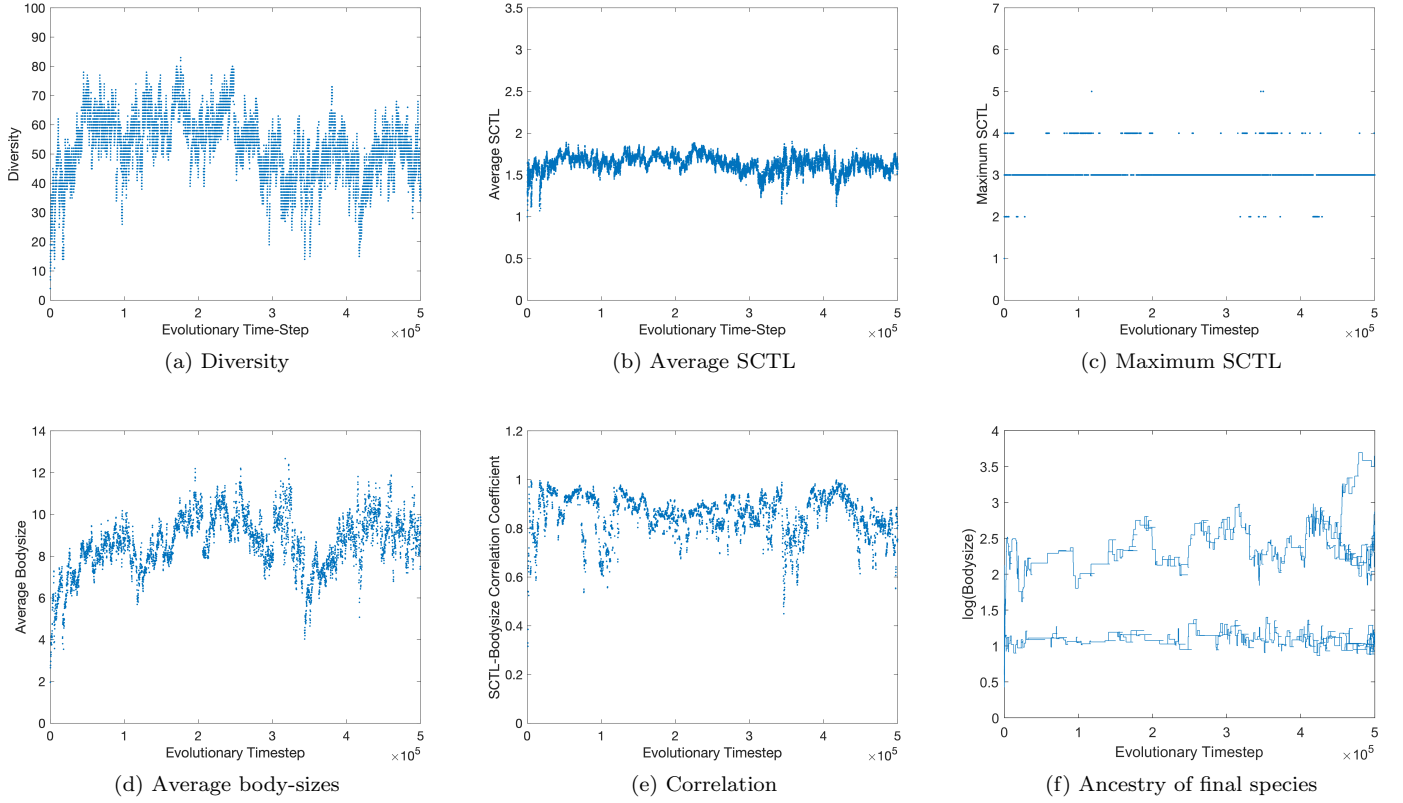 100
90
80
70
60
50
40
30
20
10
0
Diversity
0 1 2 3 4 5
Evolutionary Time-Step
×10^5
(a) Diversity
3.5
3
2.5
2
1.5
1
0.5
0
Average SCTL
0 1 2 3 4 5
Evolutionary Time-Step
×10^5
(b) Average SCTL
7
6
5
4
3
2
1
0
Maximum SCTL
0 1 2 3 4 5
Evolutionary Timestep
×10^5
(c) Maximum SCTL
14
12
10
8
6
4
2
0
Average Bodysize
0 1 2 3 4 5
Evolutionary Timestep
×10^5
(d) Average body-sizes
1.2
1
0.8
0.6
0.4
0.2
0
SCTL-Bodysize Correlation Coefficient
0 1 2 3 4 5
Evolutionary Timestep
×10^5
(e) Correlation
4
3.5
3
2.5
2
1.5
1
0.5
0
log(Bodysize)
0 1 2 3 4 5
Evolutionary Timestep
×10^5
(f) Ancestry of final species